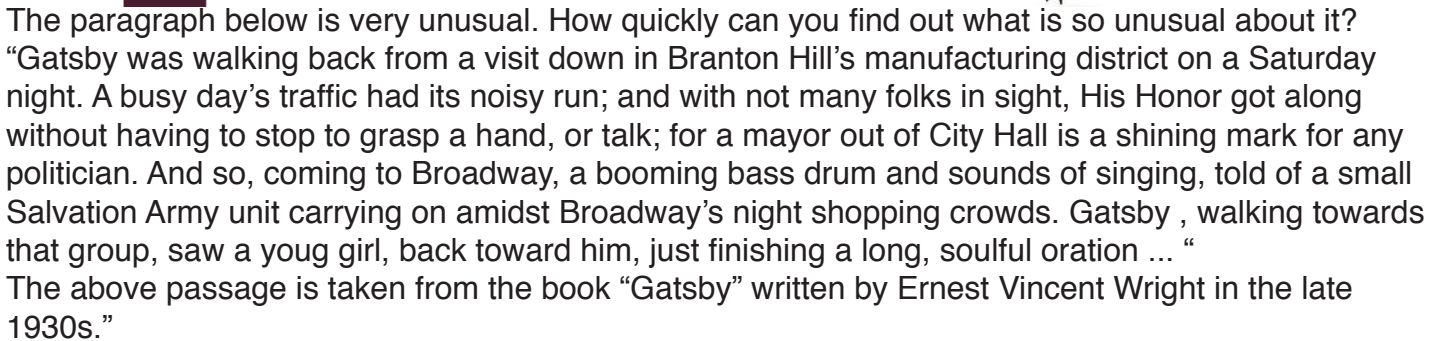 The paragraph below is very unusual. How quickly can you find out what is so unusual about it?
“Gatsby was walking back from a visit down in Branton Hill’s manufacturing district on a Saturday
night. A busy day’s traffic had its noisy run; and with not many folks in sight, His Honor got along
without having to stop to grasp a hand, or talk; for a mayor out of City Hall is a shining mark for any
politician. And so, coming to Broadway, a booming bass drum and sounds of singing, told of a small
Salvation Army unit carrying on amidst Broadway’s night shopping crowds. Gatsby , walking towards
that group, saw a youg girl, back toward him, just finishing a long, soulful oration ... “
The above passage is taken from the book “Gatsby” written by Ernest Vincent Wright in the late
1930s.”